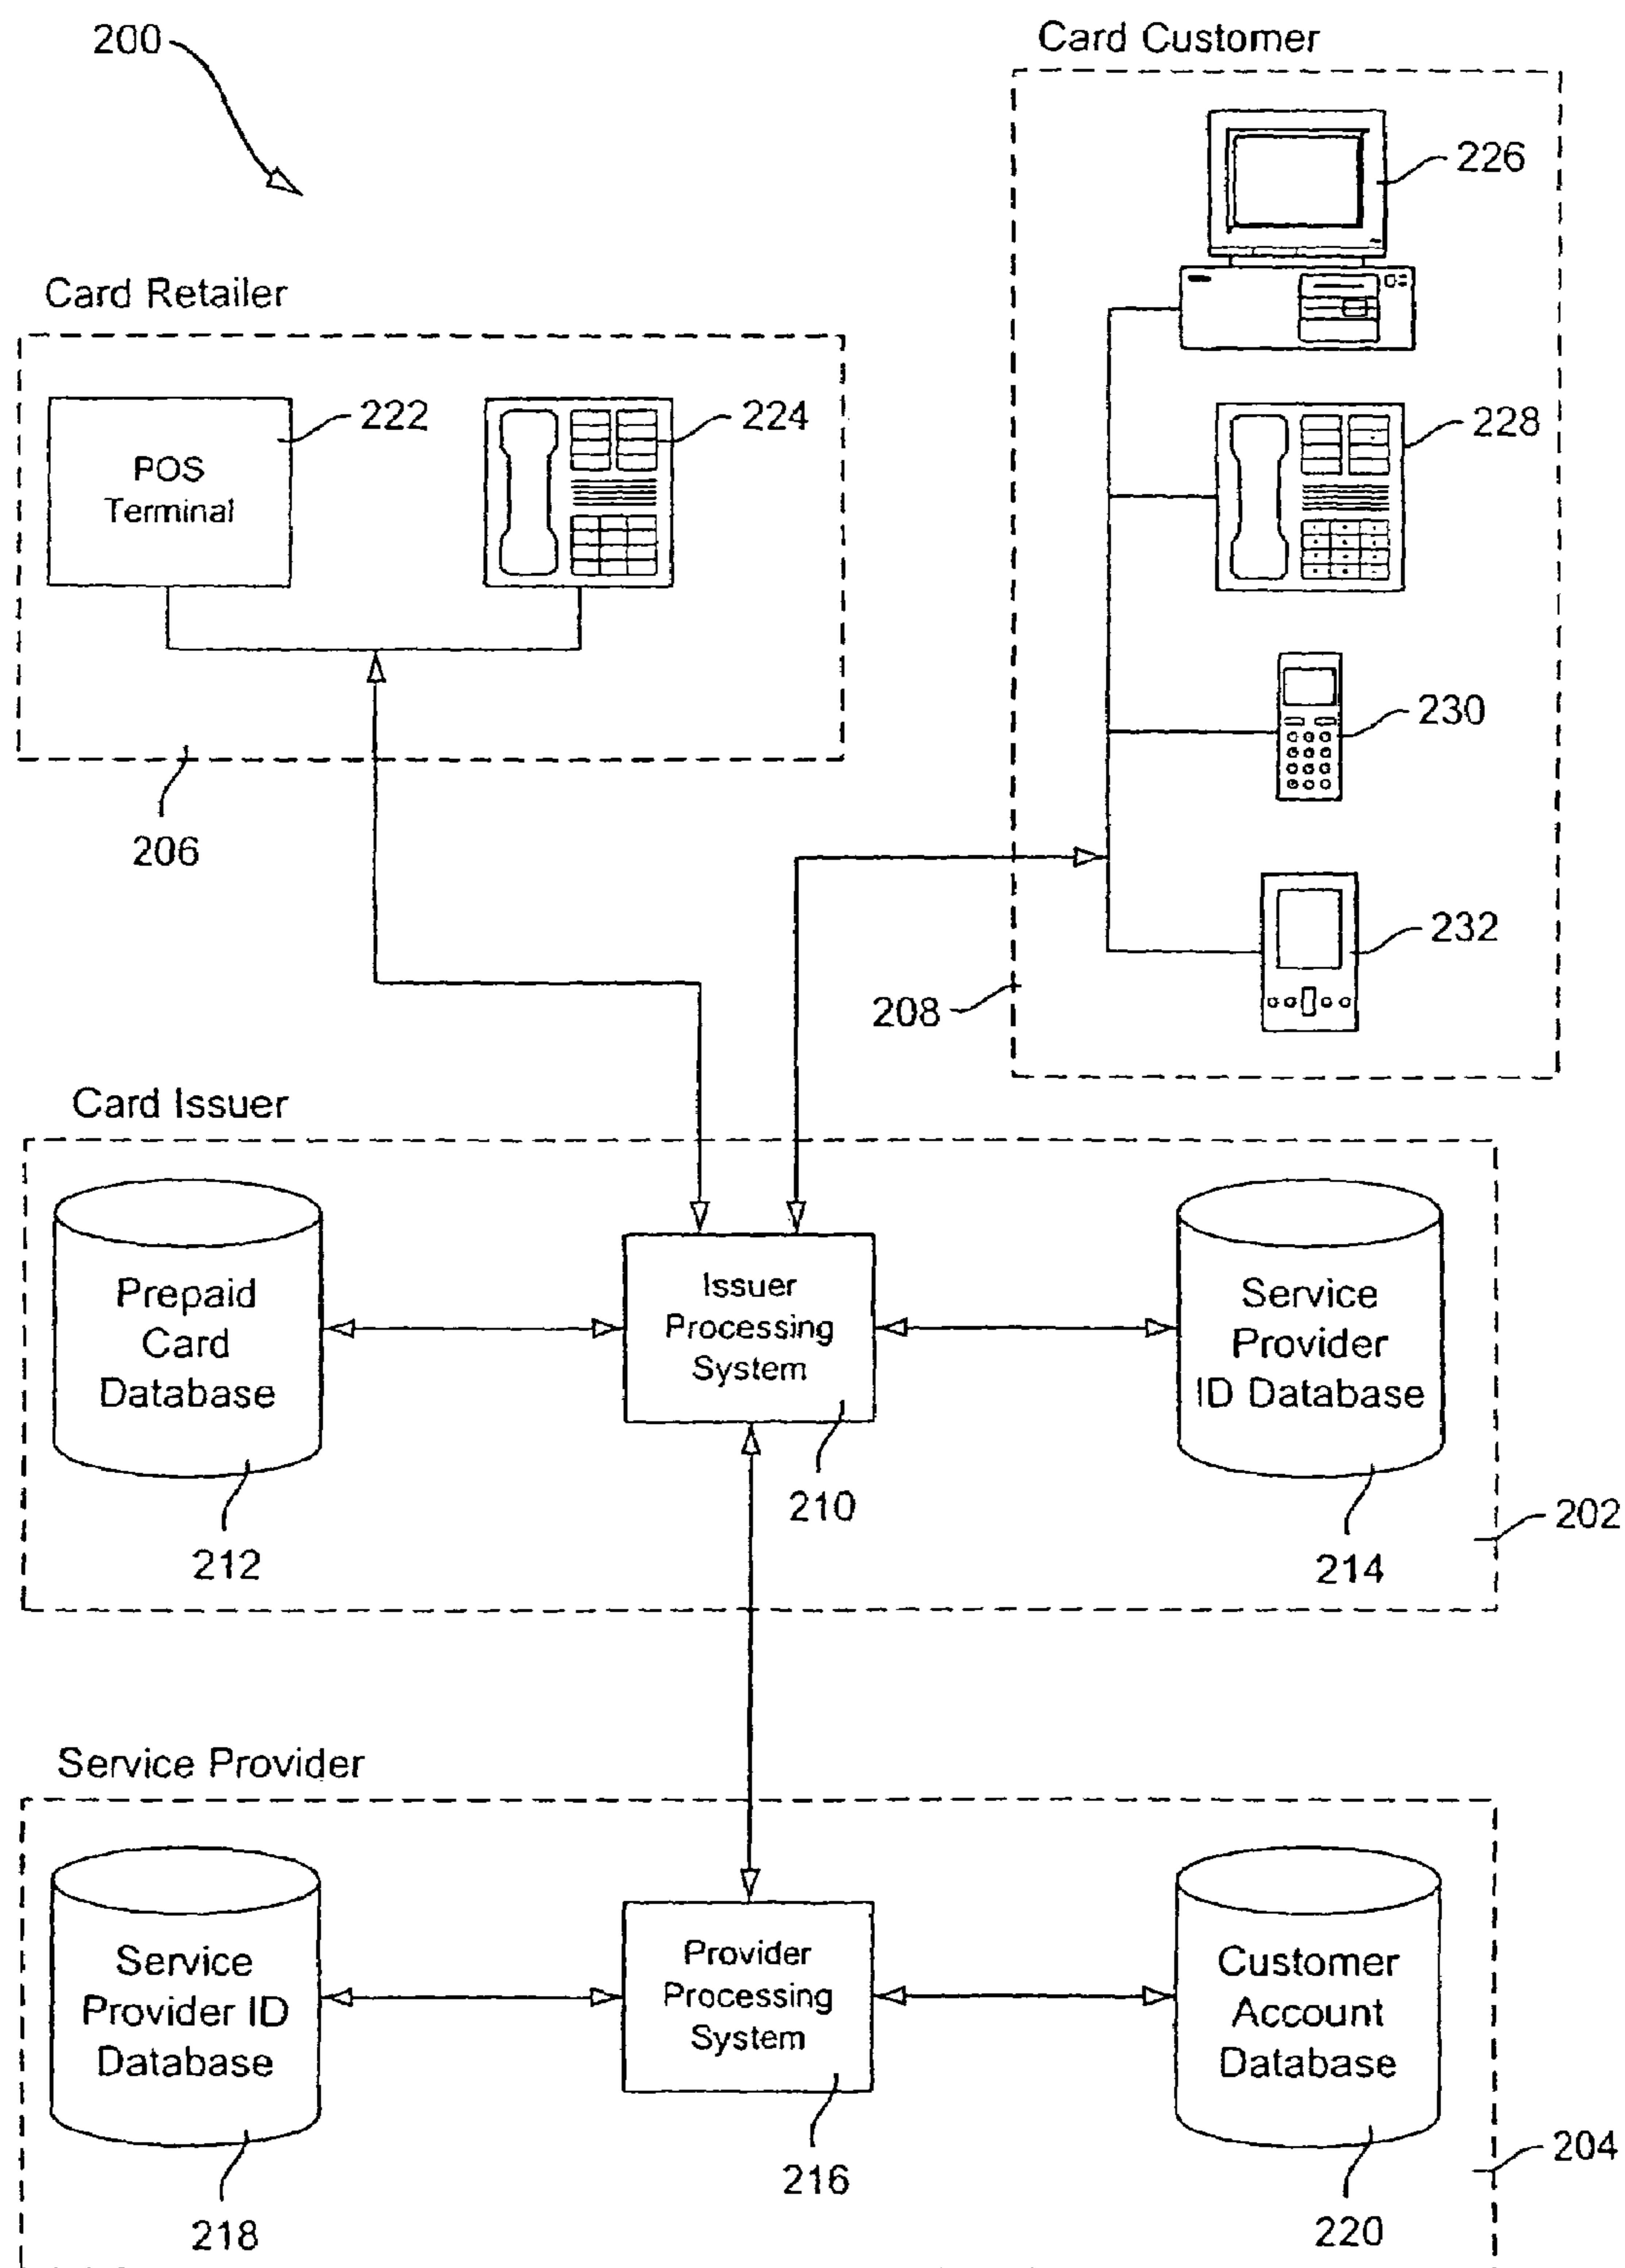 200
Card Customer
226
Card Retailer
222
224
POS
Terminal
228
230
206
232
208
Card Issuer
Prepaid
Card
Database
Issuer
Processing
System
Service
Provider
ID Database
210
212
214
202
Service Provider
Service
Provider ID
Database
Provider
Processing
System
Customer
Account
Database
216
218
220
204